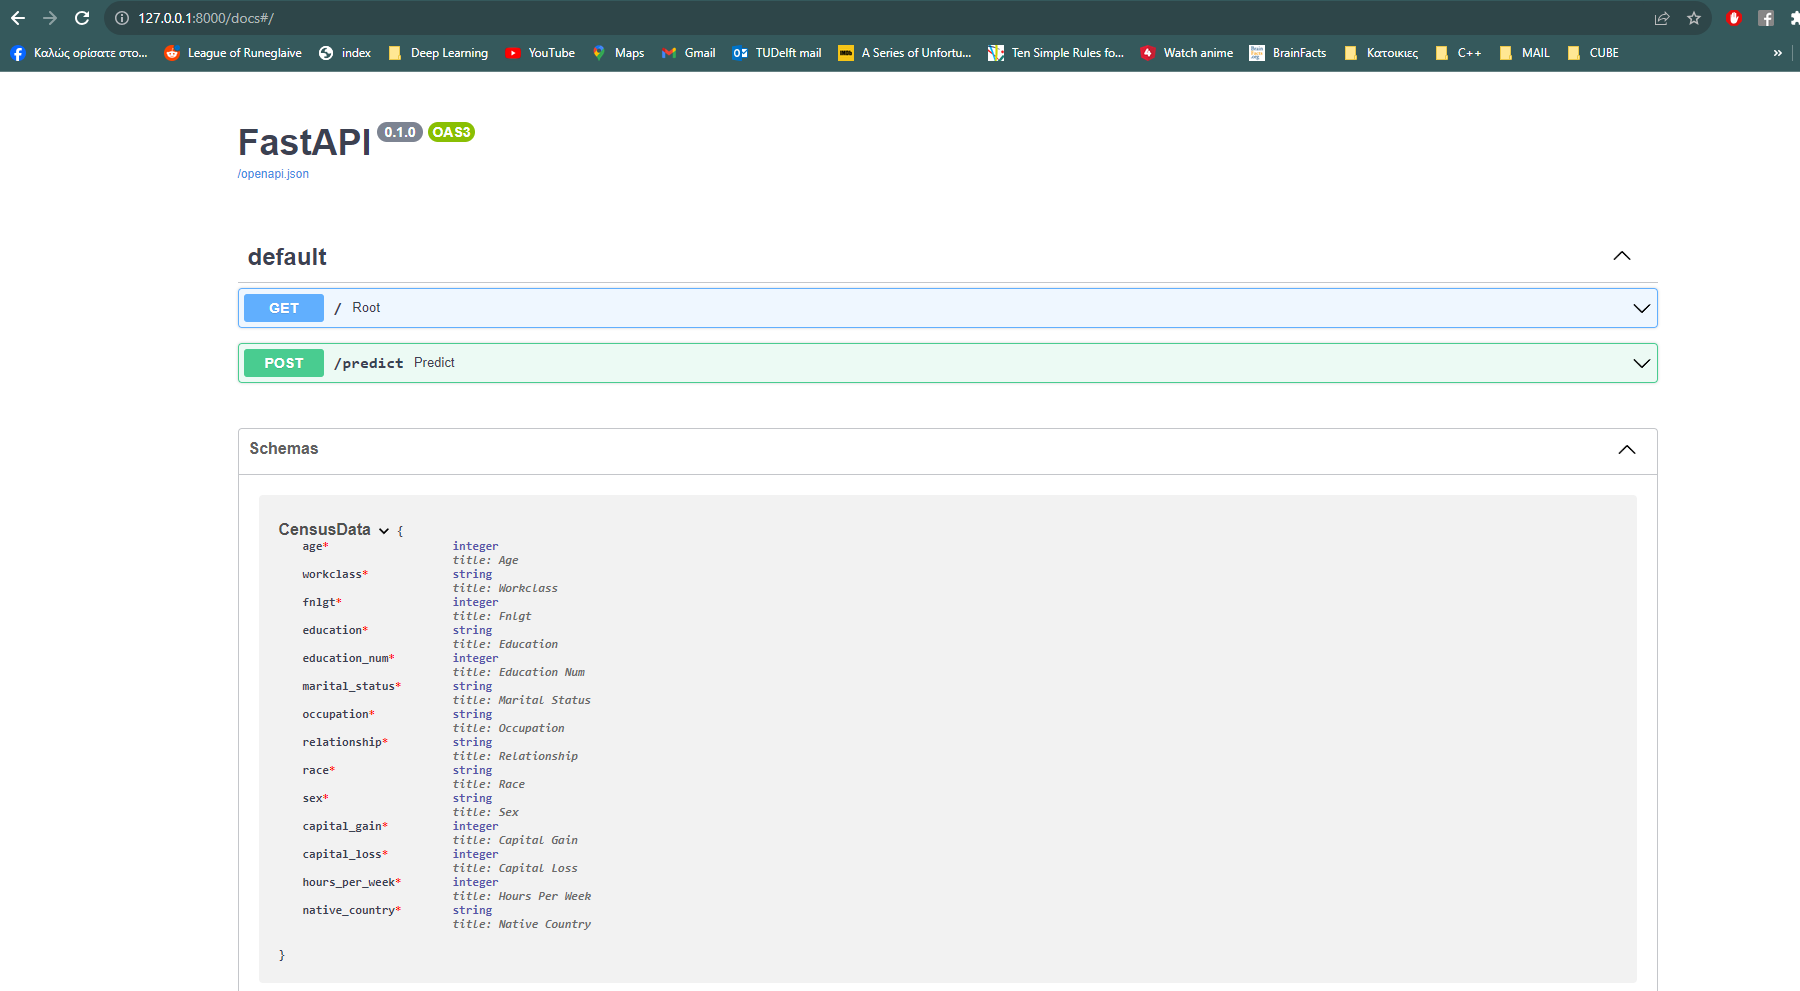 127.0.0.1:8000/docs#/
Καλώς ορίσατε στο... League of Runeglaive index Deep Learning YouTube Maps Gmail TUDelft mail A Series of Unfortu... Ten Simple Rules fo... Watch anime BrainFacts Κατοικιες C++ MAIL CUBE »
FastAPI 0.1.0 OAS3
/openapi.json
default
GET / Root
POST /predict Predict
Schemas
CensusData {
age* integer
title: Age
workclass* string
title: Workclass
fnlgt* integer
title: Fnlgt
education* string
title: Education
education_num* integer
title: Education Num
marital_status* string
title: Marital Status
occupation* string
title: Occupation
relationship* string
title: Relationship
race* string
title: Race
sex* string
title: Sex
capital_gain* integer
title: Capital Gain
capital_loss* integer
title: Capital Loss
hours_per_week* integer
title: Hours Per Week
native_country* string
title: Native Country
}